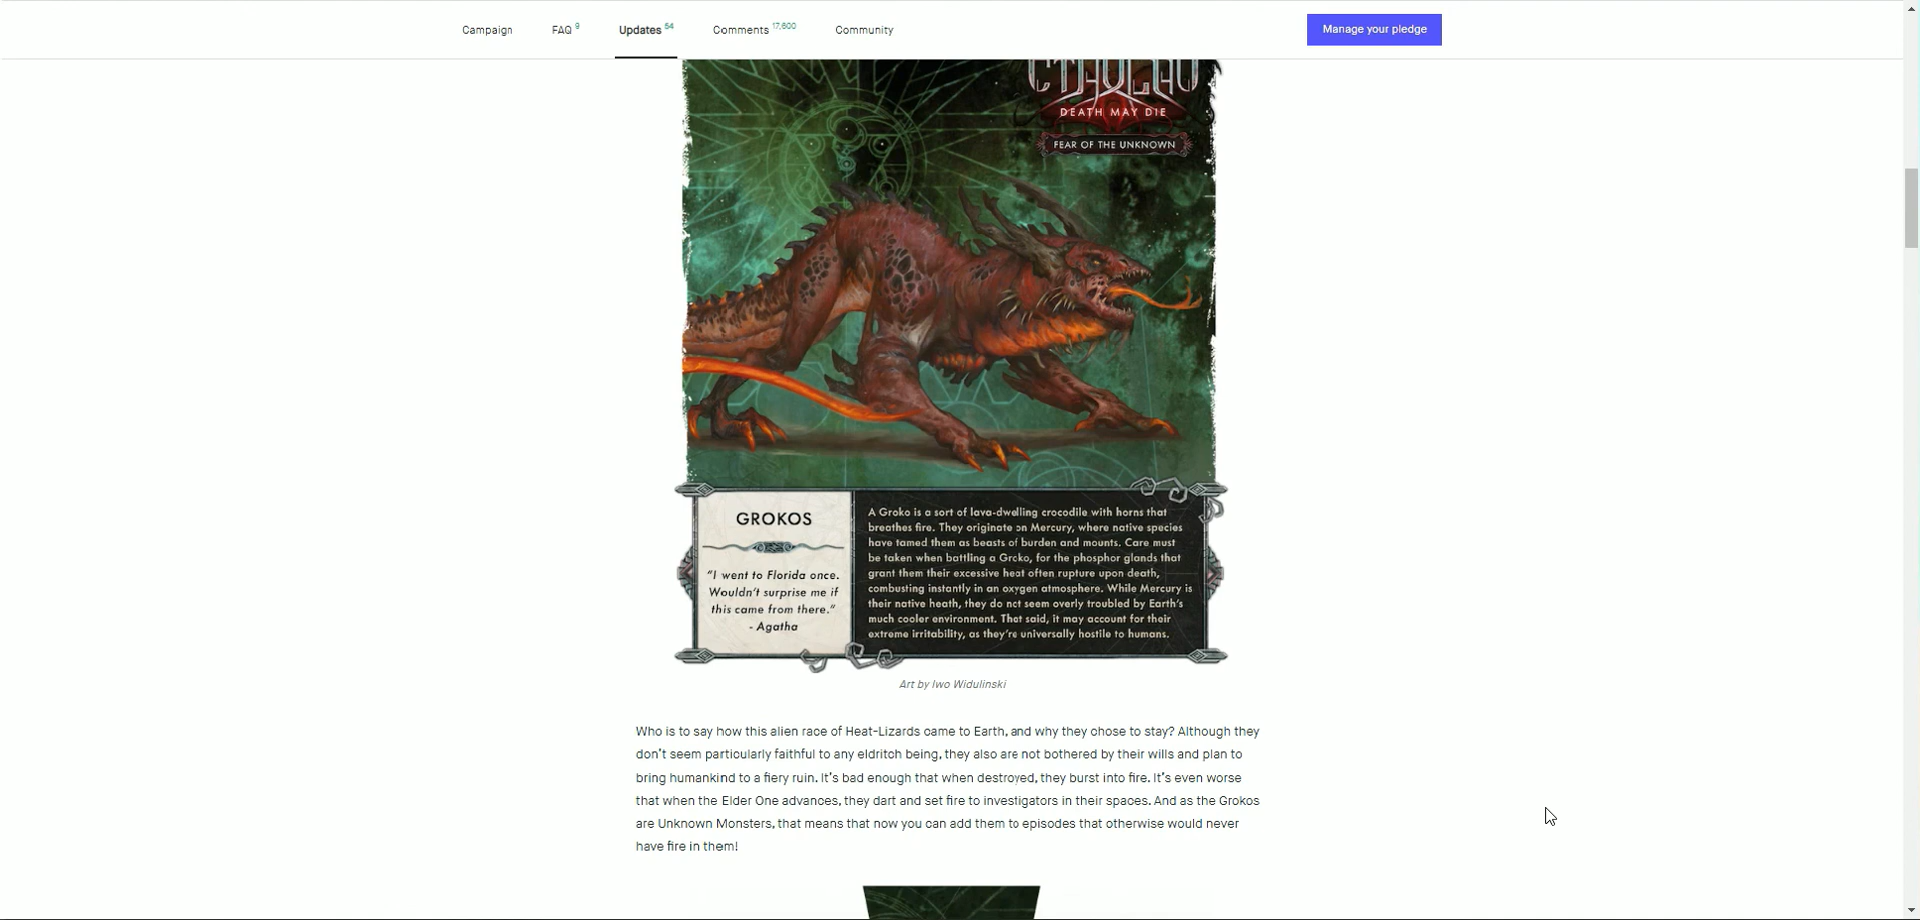 Campaign FAQ 9 Updates 54 Comments 17,600 Community Manage your pledge
CTHULHU
DEATH MAY DIE
FEAR OF THE UNKNOWN
GROKOS
"I went to Florida once.
Wouldn't surprise me if
this came from there."
- Agatha
A Groko is a sort of lava-dwelling crocodile with horns that
breathes fire. They originate on Mercury, where native species
have tamed them as beasts of burden and mounts. Care must
be taken when battling a Groko, for the phosphor glands that
grant them their excessive heat often rupture upon death,
combusting instantly in an oxygen atmosphere. While Mercury is
their native heath, they do not seem overly troubled by Earth's
much cooler environment. That said, it may account for their
extreme irritability, as they're universally hostile to humans.
Art by Iwo Widulinski
Who is to say how this alien race of Heat-Lizards came to Earth, and why they chose to stay? Although they
don't seem particularly faithful to any eldritch being, they also are not bothered by their wills and plan to
bring humankind to a fiery ruin. It's bad enough that when destroyed, they burst into fire. It's even worse
that when the Elder One advances, they dart and set fire to investigators in their spaces. And as the Grokos
are Unknown Monsters, that means that now you can add them to episodes that otherwise would never
have fire in them!